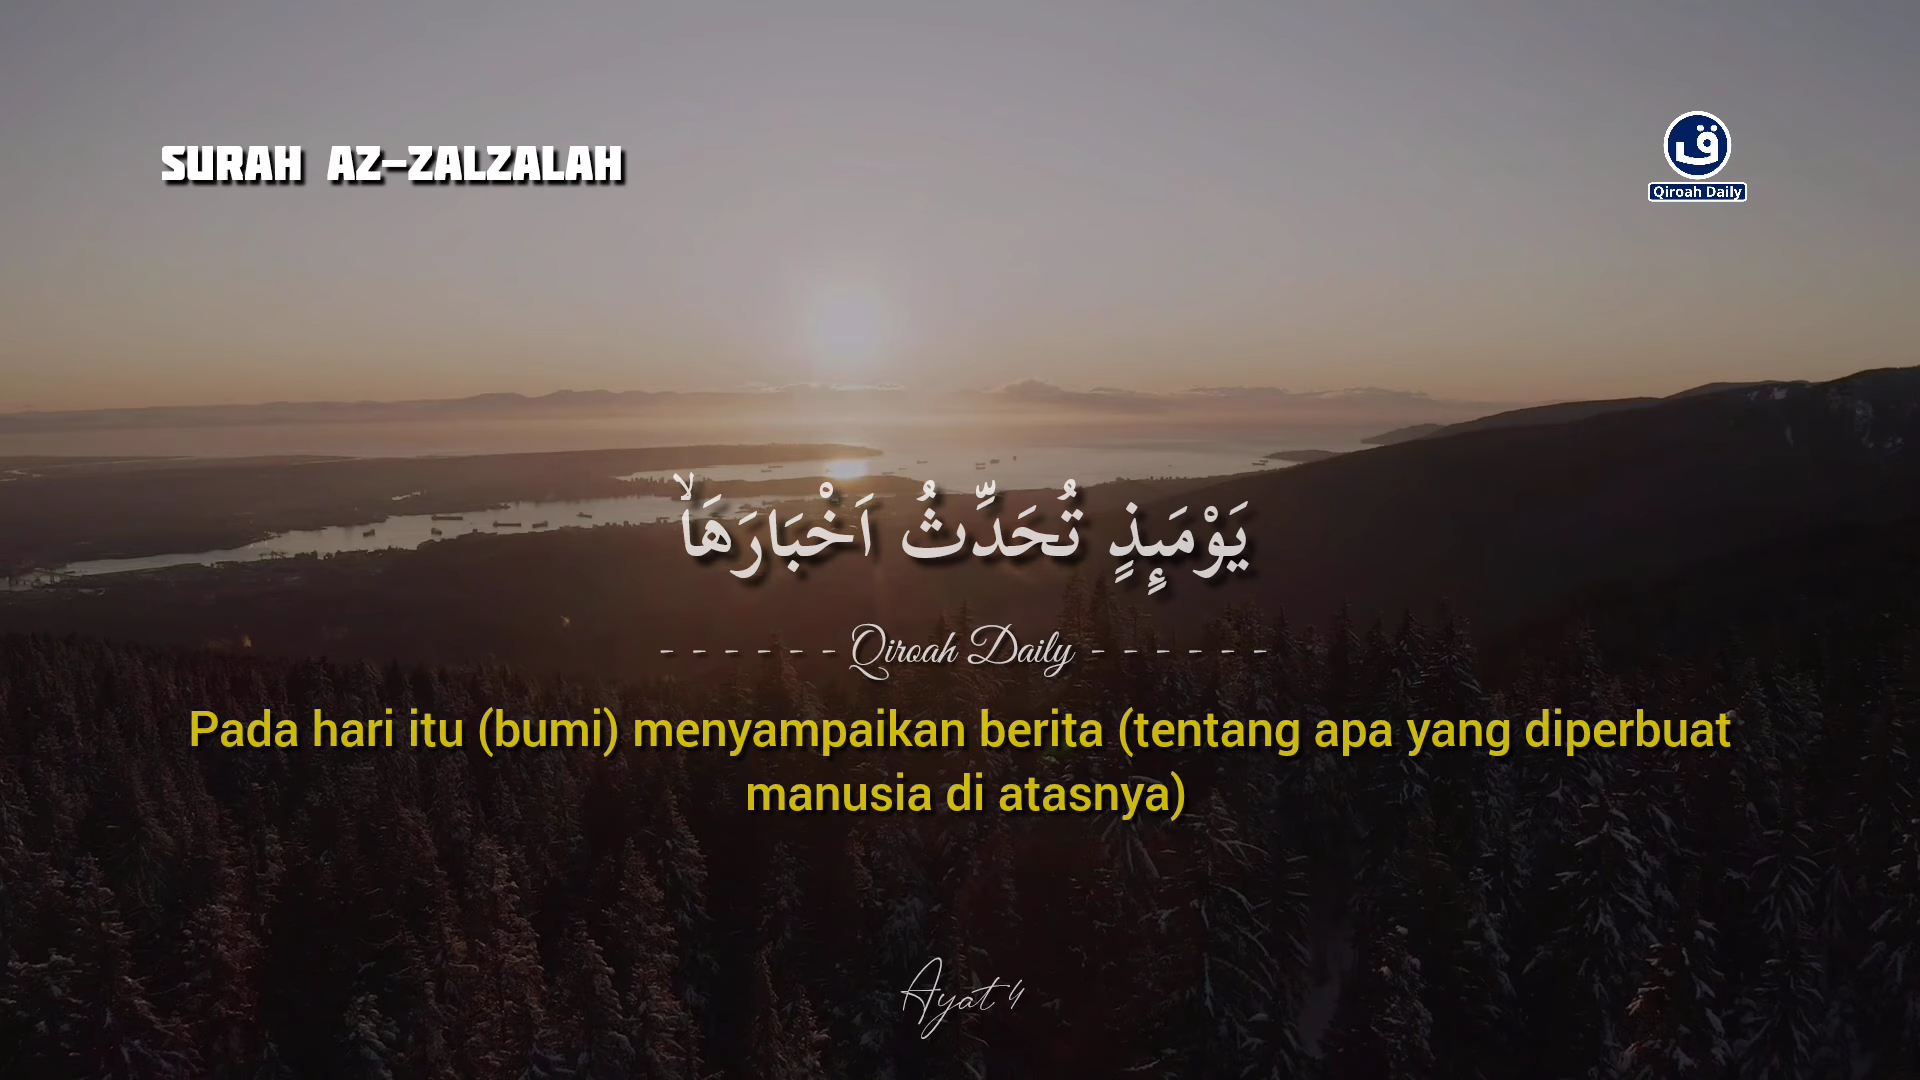 SURAH AZ-ZALZALAH
ق
Qiroah Daily
يَوْمَىِٕذٍ تُحَدِّثُ اَخْبَارَهَاۙ
- - - - - - Qiroah Daily - - - - - -
Pada hari itu (bumi) menyampaikan berita (tentang apa yang diperbuat
manusia di atasnya)
Ayat 4